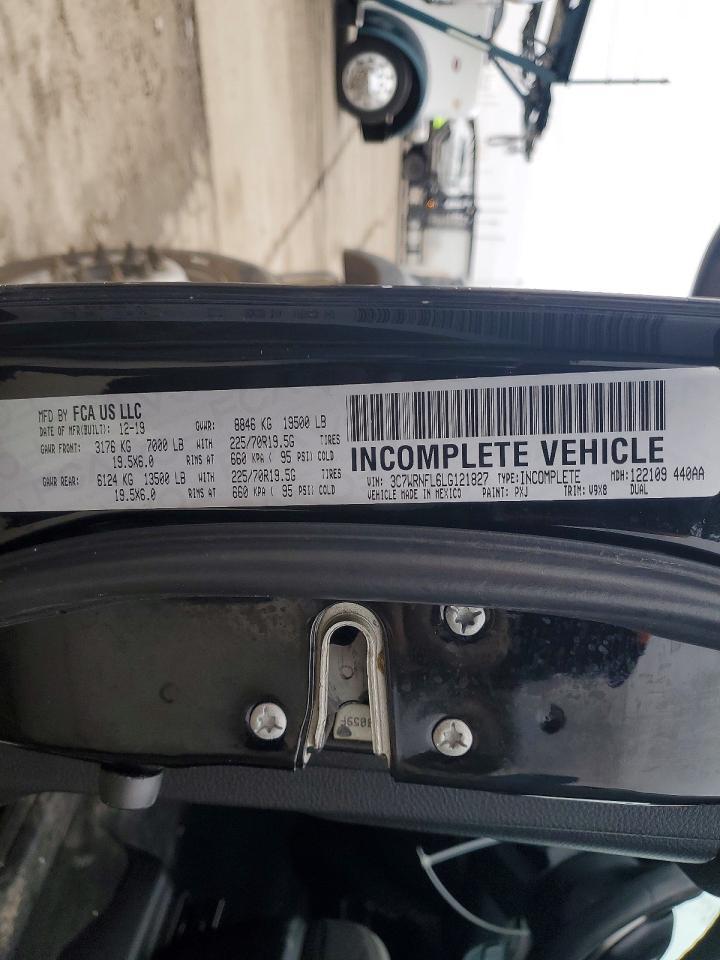 MFD BY FCA US LLC
DATE OF MFR(BUILT): 12-19 GVWR: 8846 KG 19500 LB
GAWR FRONT: 3176 KG 7000 LB WITH 225/70R19.5G TIRES
19.5X6.0 RIMS AT 660 KPA ( 95 PSI) COLD
GAWR REAR: 6124 KG 13500 LB WITH 225/70R19.5G TIRES
19.5X6.0 RIMS AT 660 KPA ( 95 PSI) COLD
INCOMPLETE VEHICLE
VIN: 3C7WRNFL6LG121827 TYPE:INCOMPLETE MDH:122109 440AA
VEHICLE MADE IN MEXICO PAINT: PXJ TRIM: V9X8 DUAL